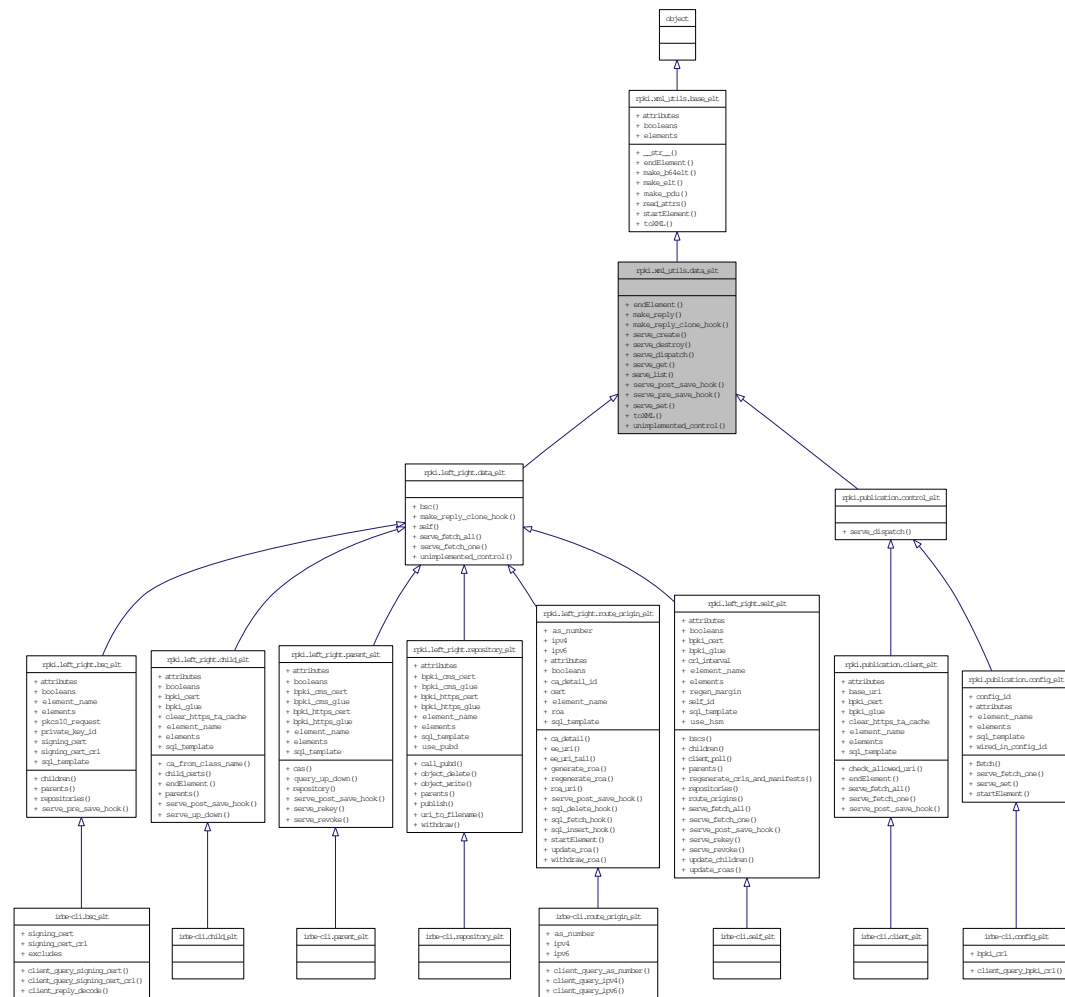 object
rpki.xml_utils.base_elt
+ attributes
+ booleans
+ elements
+ __str__()
+ endElement()
+ make_b64elt()
+ make_elt()
+ make_pdu()
+ read_attrs()
+ startElement()
+ toXML()
rpki.xml_utils.data_elt
+ endElement()
+ make_reply()
+ make_reply_clone_hook()
+ serve_create()
+ serve_destroy()
+ serve_dispatch()
+ serve_get()
+ serve_list()
+ serve_post_save_hook()
+ serve_pre_save_hook()
+ serve_set()
+ toXML()
+ unimplemented_control()
rpki.left_right.data_elt
+ bsc()
+ make_reply_clone_hook()
+ self()
+ serve_fetch_all()
+ serve_fetch_one()
+ unimplemented_control()
rpki.publication.control_elt
+ serve_dispatch()
rpki.left_right.bsc_elt
+ attributes
+ booleans
+ element_name
+ elements
+ pkcs10_request
+ private_key_id
+ signing_cert
+ signing_cert_crl
+ sql_template
+ children()
+ parents()
+ repositories()
+ serve_pre_save_hook()
rpki.left_right.child_elt
+ attributes
+ booleans
+ bpki_cert
+ bpki_glue
+ clear_https_ta_cache
+ element_name
+ elements
+ sql_template
+ ca_from_class_name()
+ child_certs()
+ endElement()
+ parents()
+ serve_post_save_hook()
+ serve_up_down()
rpki.left_right.parent_elt
+ attributes
+ booleans
+ bpki_cms_cert
+ bpki_cms_glue
+ bpki_https_cert
+ bpki_https_glue
+ element_name
+ elements
+ sql_template
+ cas()
+ query_up_down()
+ repository()
+ serve_post_save_hook()
+ serve_rekey()
+ serve_revoke()
rpki.left_right.repository_elt
+ attributes
+ bpki_cms_cert
+ bpki_cms_glue
+ bpki_https_cert
+ bpki_https_glue
+ element_name
+ elements
+ sql_template
+ use_pubd
+ call_pubd()
+ object_delete()
+ object_write()
+ parents()
+ publish()
+ uri_to_filename()
+ withdraw()
rpki.left_right.route_origin_elt
+ as_number
+ ipv4
+ ipv6
+ attributes
+ booleans
+ ca_detail_id
+ cert
+ element_name
+ roa
+ sql_template
+ ca_detail()
+ ee_uri()
+ ee_uri_tail()
+ generate_roa()
+ regenerate_roa()
+ roa_uri()
+ serve_post_save_hook()
+ sql_delete_hook()
+ sql_fetch_hook()
+ sql_insert_hook()
+ startElement()
+ update_roa()
+ withdraw_roa()
rpki.left_right.self_elt
+ attributes
+ booleans
+ bpki_cert
+ bpki_glue
+ crl_interval
+ element_name
+ elements
+ regen_margin
+ self_id
+ sql_template
+ use_hsm
+ bscs()
+ children()
+ client_poll()
+ parents()
+ regenerate_crls_and_manifests()
+ repositories()
+ route_origins()
+ serve_fetch_all()
+ serve_fetch_one()
+ serve_post_save_hook()
+ serve_rekey()
+ serve_revoke()
+ update_children()
+ update_roas()
rpki.publication.client_elt
+ attributes
+ base_uri
+ bpki_cert
+ bpki_glue
+ clear_https_ta_cache
+ element_name
+ elements
+ sql_template
+ check_allowed_uri()
+ endElement()
+ serve_fetch_all()
+ serve_fetch_one()
+ serve_post_save_hook()
rpki.publication.config_elt
+ config_id
+ attributes
+ element_name
+ elements
+ sql_template
+ wired_in_config_id
+ fetch()
+ serve_fetch_one()
+ serve_set()
+ startElement()
irbe-cli.bsc_elt
+ signing_cert
+ signing_cert_crl
+ excludes
+ client_query_signing_cert()
+ client_query_signing_cert_crl()
+ client_reply_decode()
irbe-cli.child_elt
irbe-cli.parent_elt
irbe-cli.repository_elt
irbe-cli.route_origin_elt
+ as_number
+ ipv4
+ ipv6
+ client_query_as_number()
+ client_query_ipv4()
+ client_query_ipv6()
irbe-cli.self_elt
irbe-cli.client_elt
irbe-cli.config_elt
+ bpki_crl
+ client_query_bpki_crl()